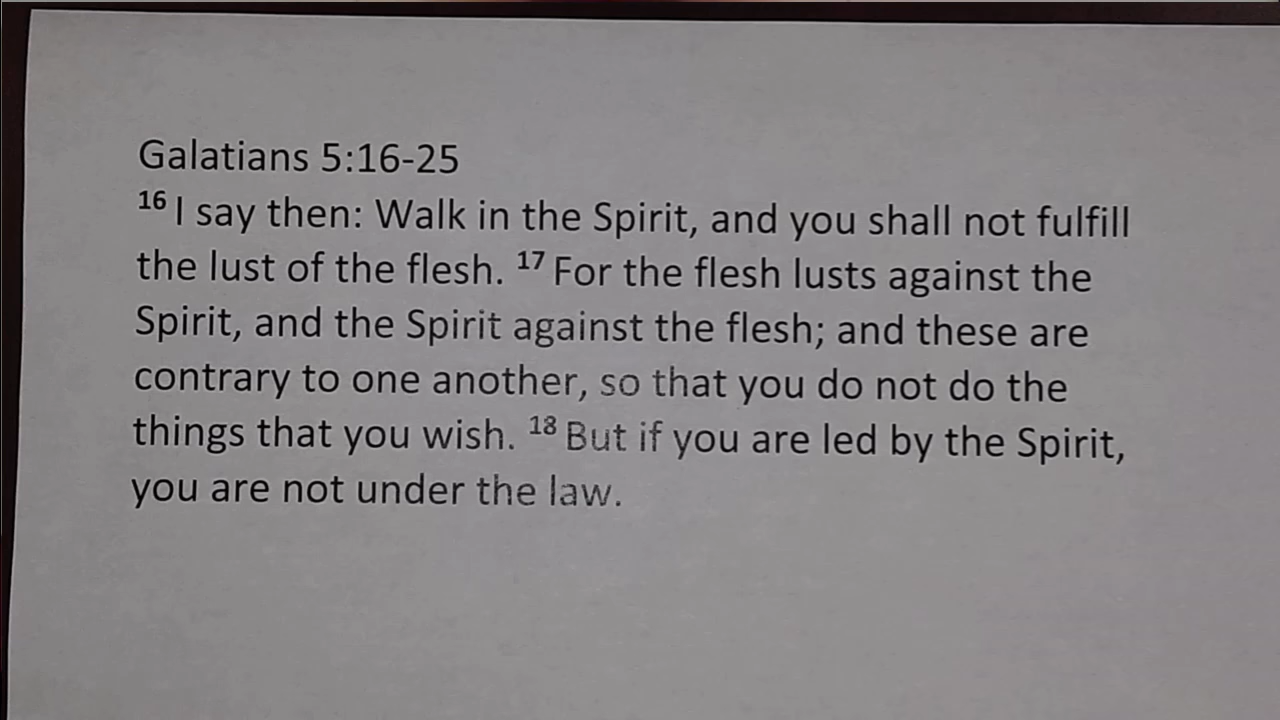 Galatians 5:16-25
16 I say then: Walk in the Spirit, and you shall not fulfill
the lust of the flesh. 17 For the flesh lusts against the
Spirit, and the Spirit against the flesh; and these are
contrary to one another, so that you do not do the
things that you wish. 18 But if you are led by the Spirit,
you are not under the law.